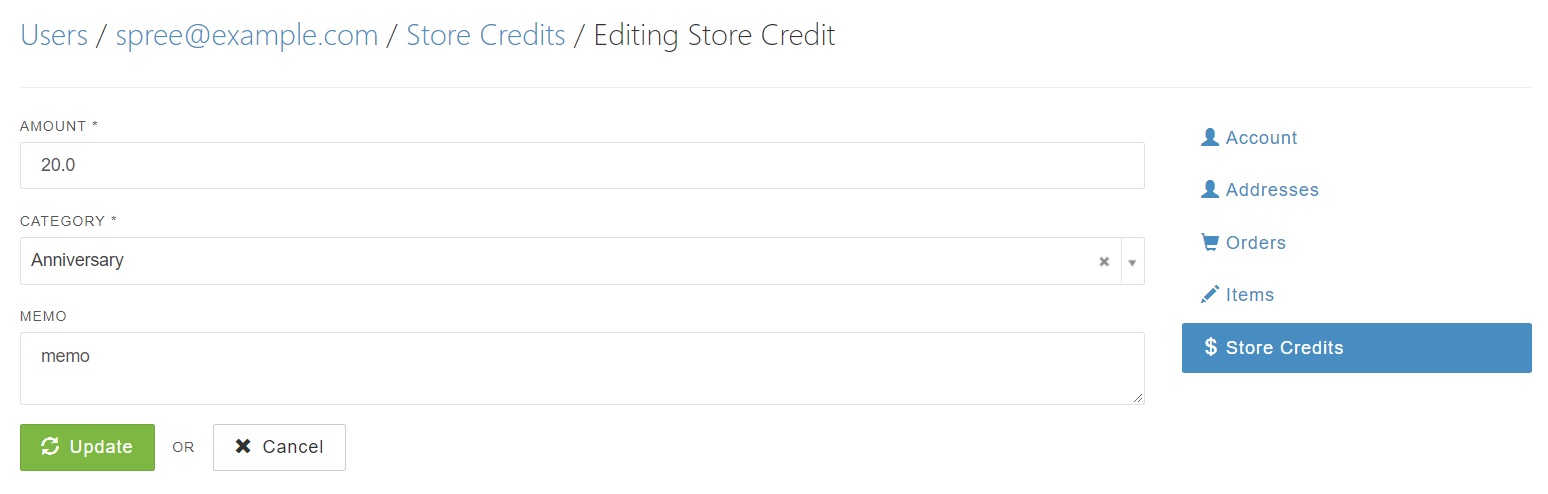 Users / spree@example.com / Store Credits / Editing Store Credit
AMOUNT *
20.0
CATEGORY *
Anniversary
MEMO
memo
Update OR Cancel
Account
Addresses
Orders
Items
$ Store Credits